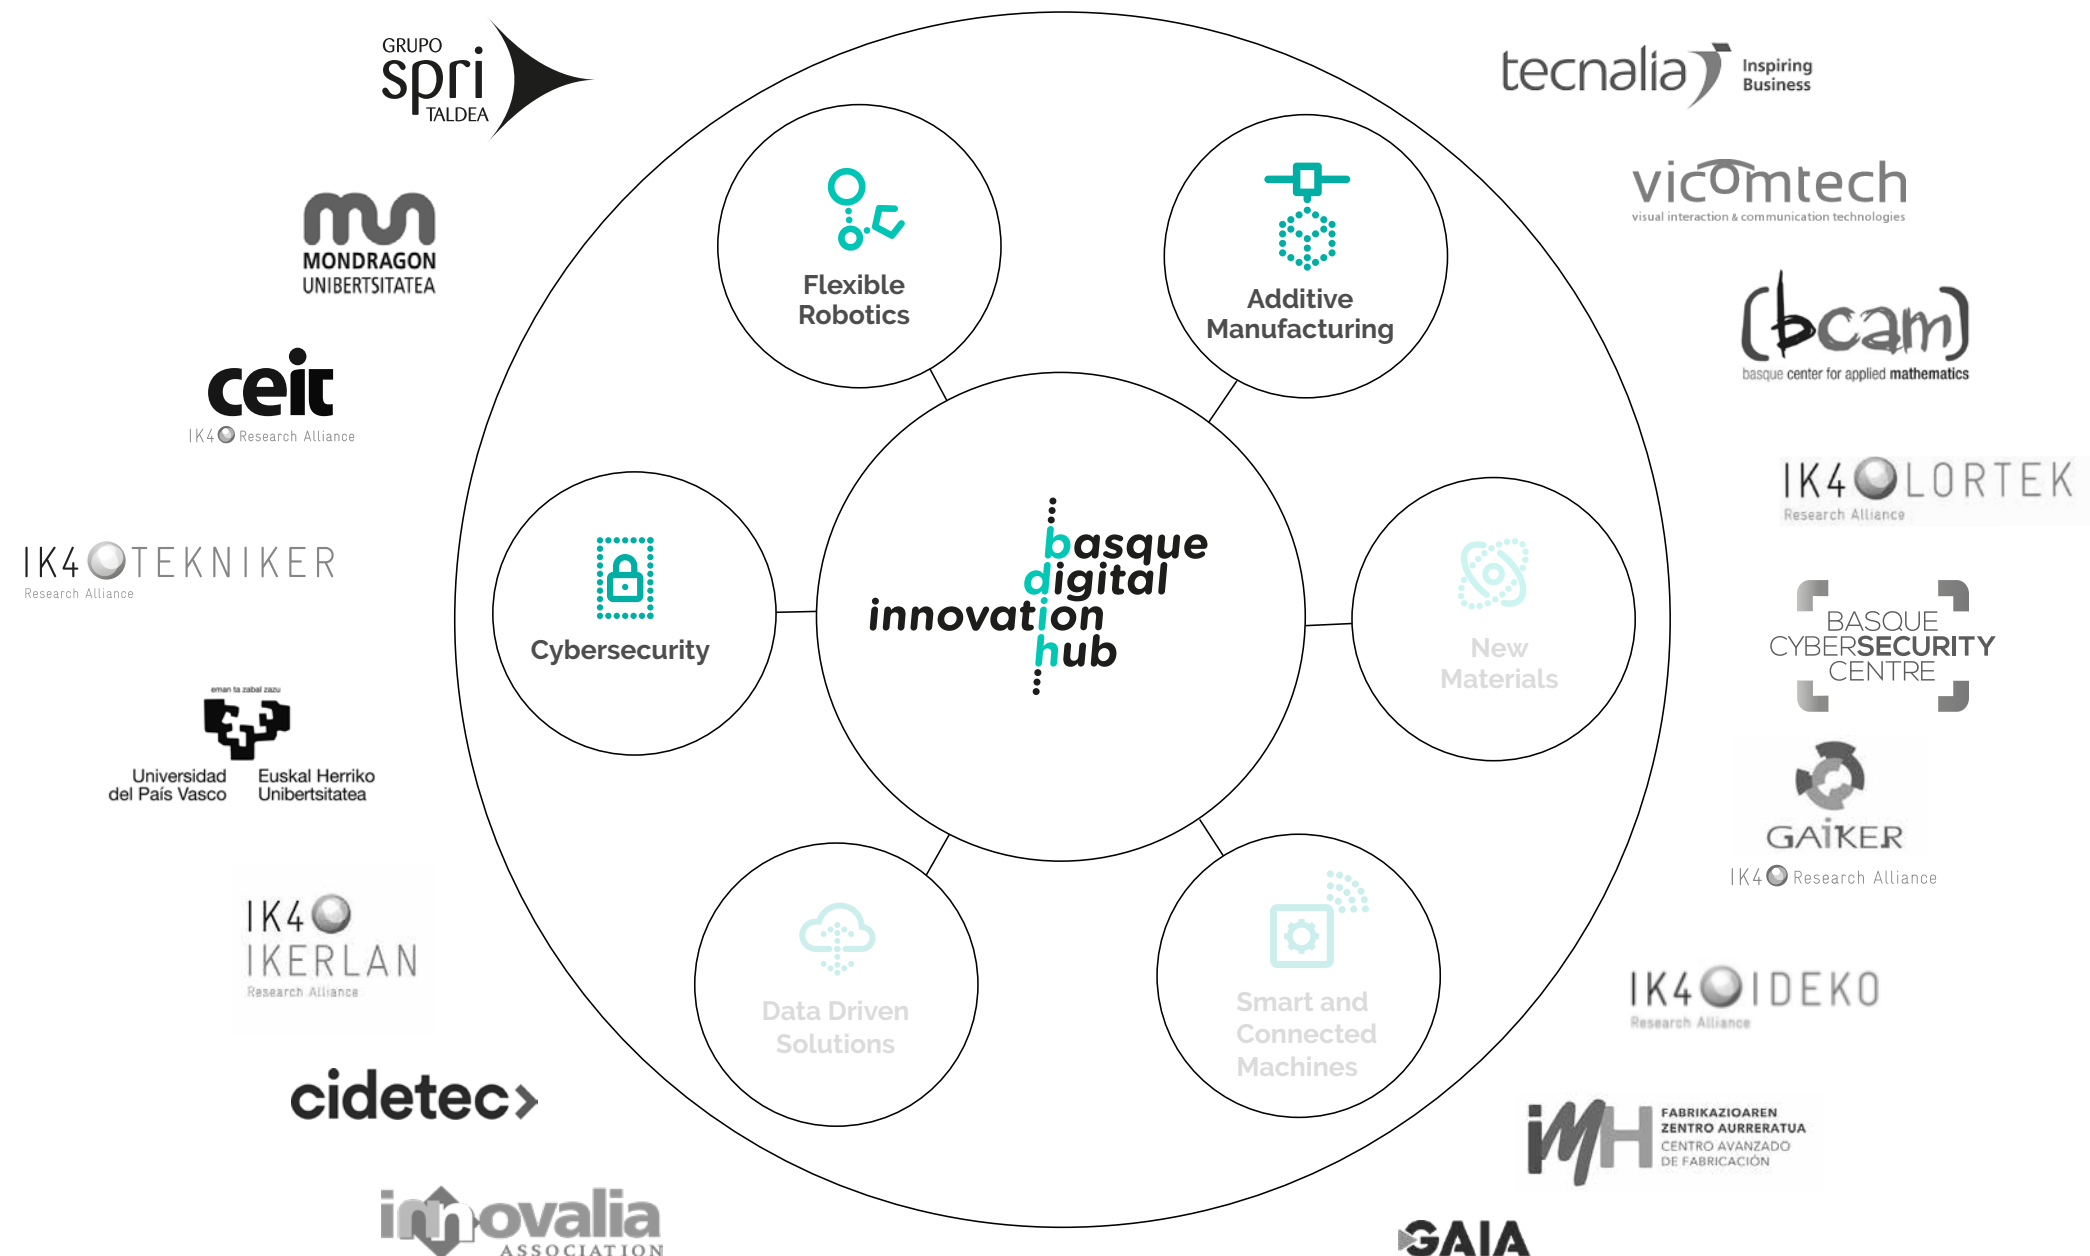 GRUPO
spri
TALDEA
MONDRAGON
UNIBERTSITATEA
ceit
IK4 Research Alliance
IK4 TEKNIKER
Research Alliance
eman ta zabal zazu
Universidad
del País Vasco
Euskal Herriko
Unibertsitatea
IK4
IKERLAN
Research Alliance
cidetec
innovalia
ASSOCIATION
Flexible
Robotics
Additive
Manufacturing
Cybersecurity
basque
digital
innovation
hub
New
Materials
Data Driven
Solutions
Smart and
Connected
Machines
tecnalia
Inspiring
Business
vicomtech
visual interaction & communication technologies
(bcam)
basque center for applied mathematics
IK4 LORTEK
Research Alliance
BASQUE
CYBERSECURITY
CENTRE
GAIKER
IK4 Research Alliance
IK4 IDEKO
Research Alliance
iMH
FABRIKAZIOAREN
ZENTRO AURRERATUA
CENTRO AVANZADO
DE FABRICACIÓN
GAIA